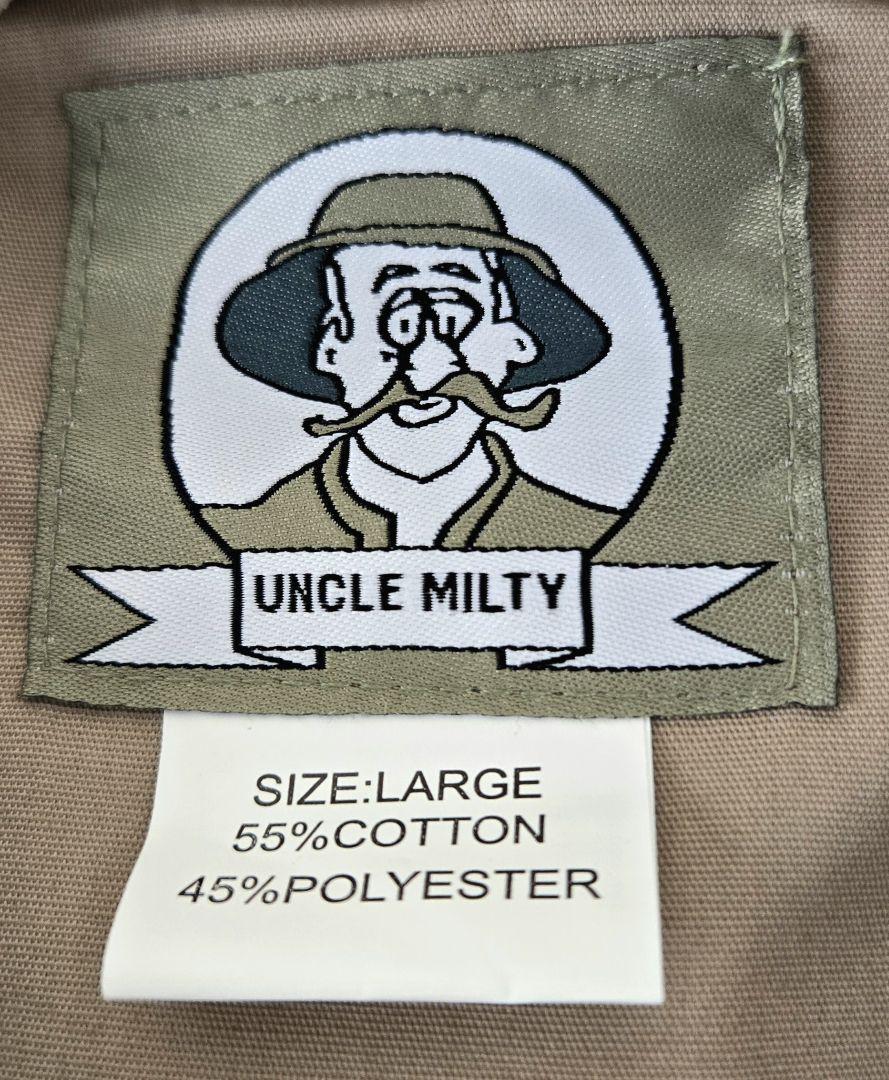 UNCLE MILTY
SIZE:LARGE
55%COTTON
45%POLYESTER